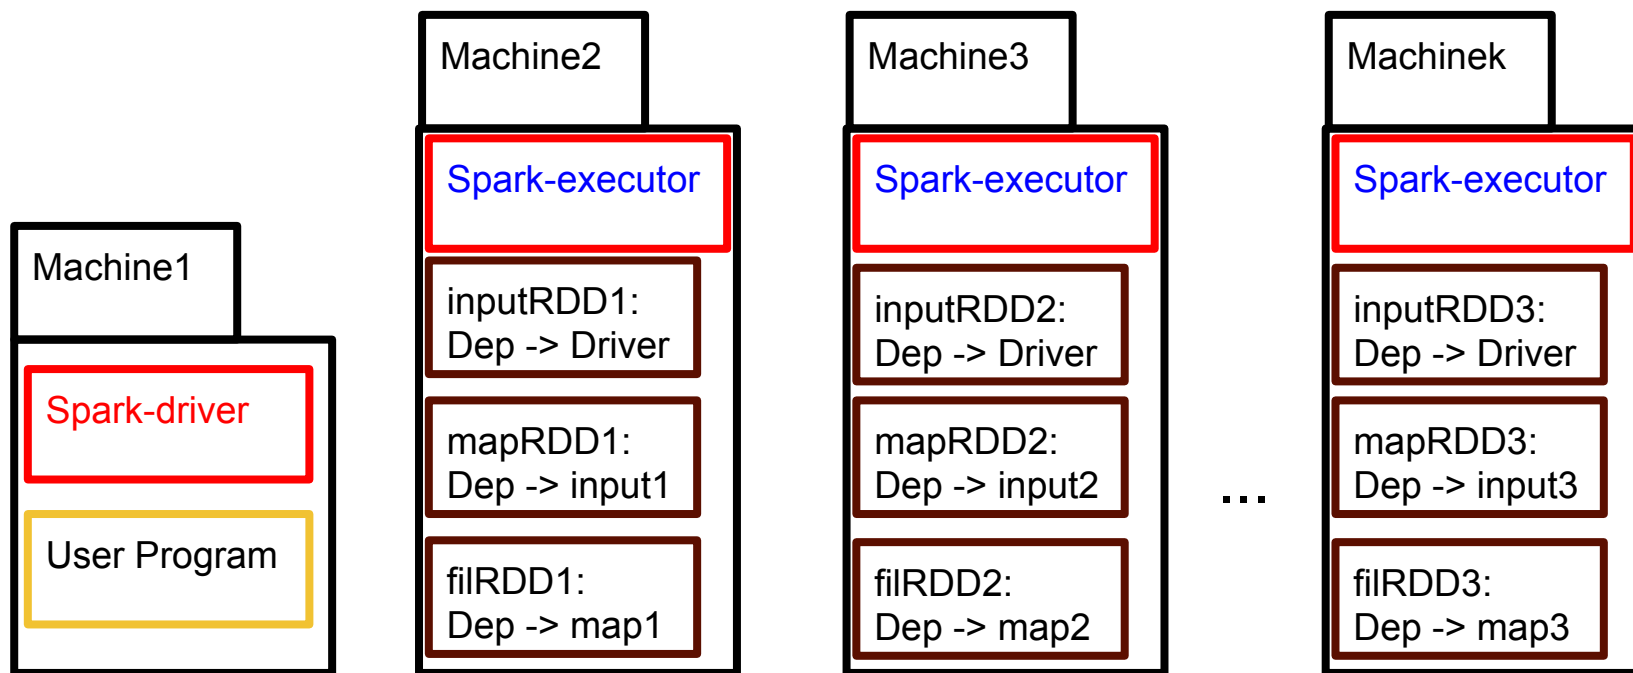 Machine1
Spark-driver
User Program
Machine2
Spark-executor
inputRDD1:
Dep -> Driver
mapRDD1:
Dep -> input1
filRDD1:
Dep -> map1
Machine3
Spark-executor
inputRDD2:
Dep -> Driver
mapRDD2:
Dep -> input2
filRDD2:
Dep -> map2
...
Machinek
Spark-executor
inputRDD3:
Dep -> Driver
mapRDD3:
Dep -> input3
filRDD3:
Dep -> map3